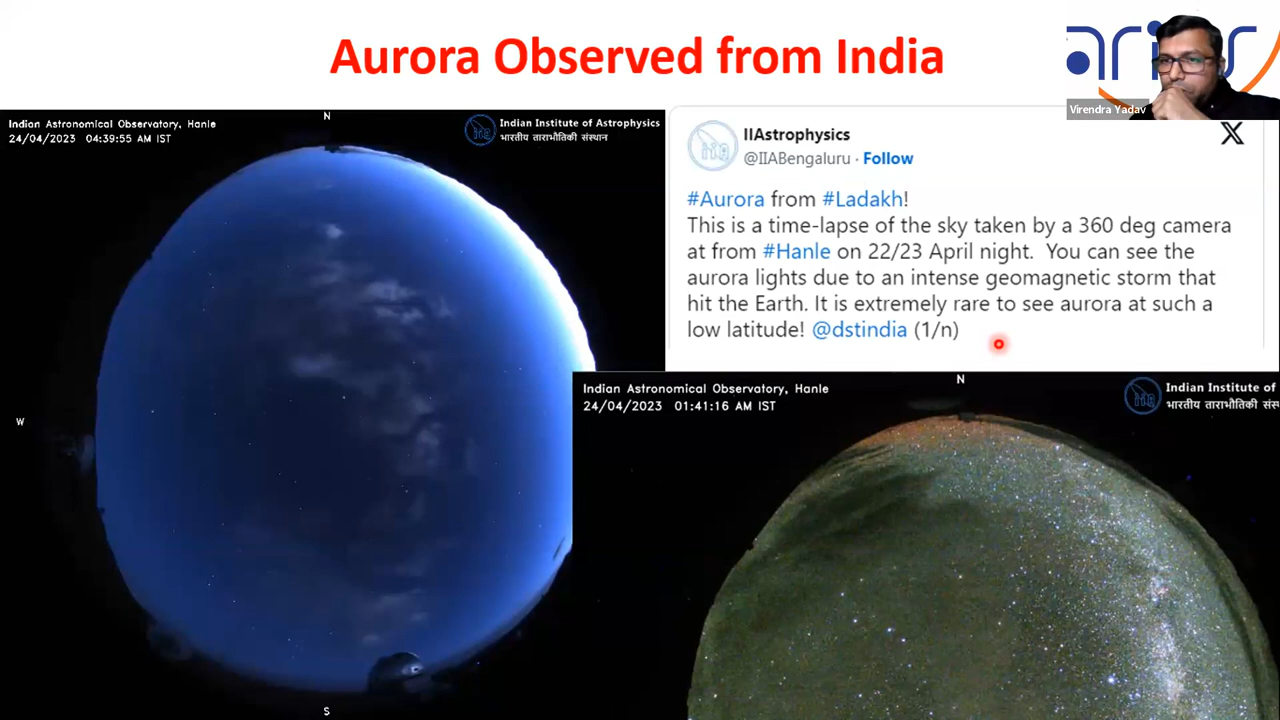 Aurora Observed from India
aries
Virendra Yadav
N
Indian Astronomical Observatory, Hanle
24/04/2023 04:39:55 AM IST
Indian Institute of Astrophysics
भारतीय ताराभौतिकी संस्थान
W
S
IIAstrophysics
@IIABengaluru · Follow
#Aurora from #Ladakh!
This is a time-lapse of the sky taken by a 360 deg camera
at from #Hanle on 22/23 April night. You can see the
aurora lights due to an intense geomagnetic storm that
hit the Earth. It is extremely rare to see aurora at such a
low latitude! @dstindia (1/n)
N
Indian Astronomical Observatory, Hanle
24/04/2023 01:41:16 AM IST
Indian Institute of
भारतीय ताराभौतिकी